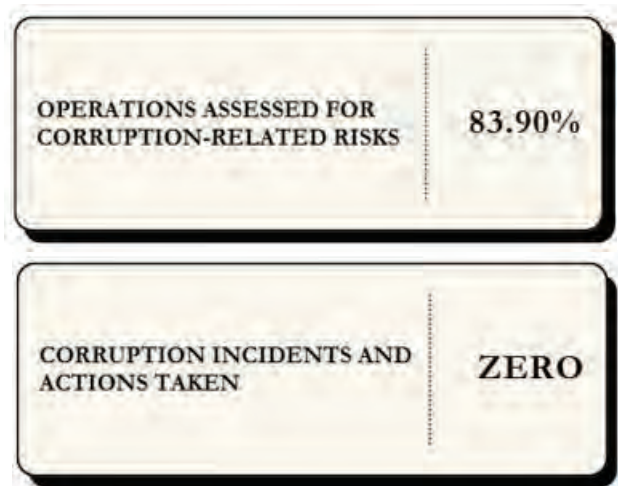 OPERATIONS ASSESSED FOR
CORRUPTION-RELATED RISKS
83.90%
CORRUPTION INCIDENTS AND
ACTIONS TAKEN
ZERO